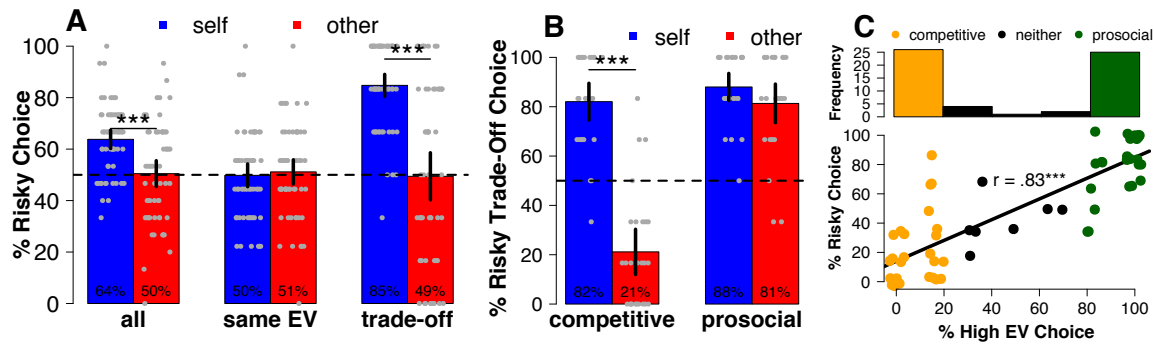 A
self
other
% Risky Choice
100
80
60
40
20
0
***
***
64%
50%
50%
51%
85%
49%
all
same EV
trade-off
B
self
other
% Risky Trade-Off Choice
100
80
60
40
20
0
***
82%
21%
88%
81%
competitive
prosocial
C
competitive
neither
prosocial
Frequency
25
20
15
10
5
0
% Risky Choice
100
80
60
40
20
0
r = .83***
0
20
40
60
80
100
% High EV Choice